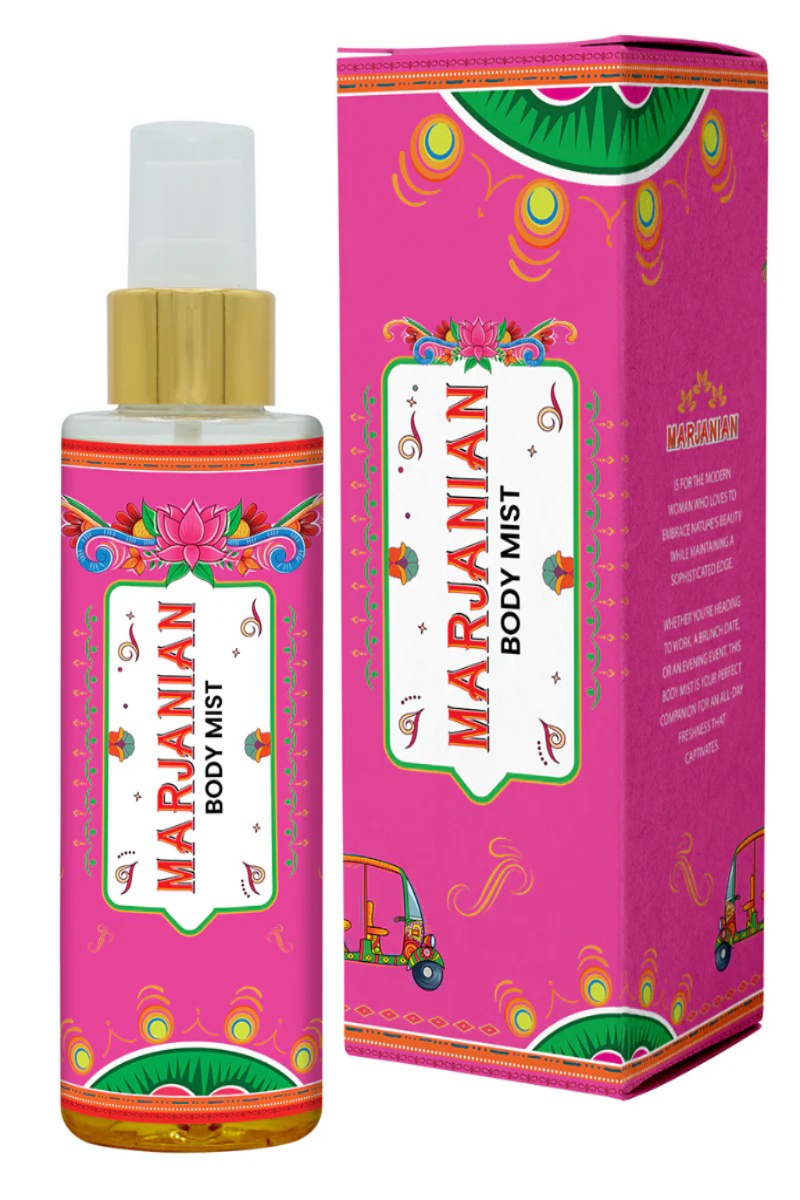 MARJANIAN
BODY MIST
MARJANIAN
BODY MIST
MARJANIAN
IS FOR THE MODERN
WOMAN WHO LOVES TO
EMBRACE NATURE'S BEAUTY
WHILE MAINTAINING A
SOPHISTICATED EDGE.
WHETHER YOU'RE HEADING
TO WORK, A BRUNCH DATE,
OR AN EVENING EVENT, THIS
BODY MIST IS YOUR PERFECT
COMPANION FOR AN ALL-DAY
FRESHNESS THAT
CAPTIVATES.